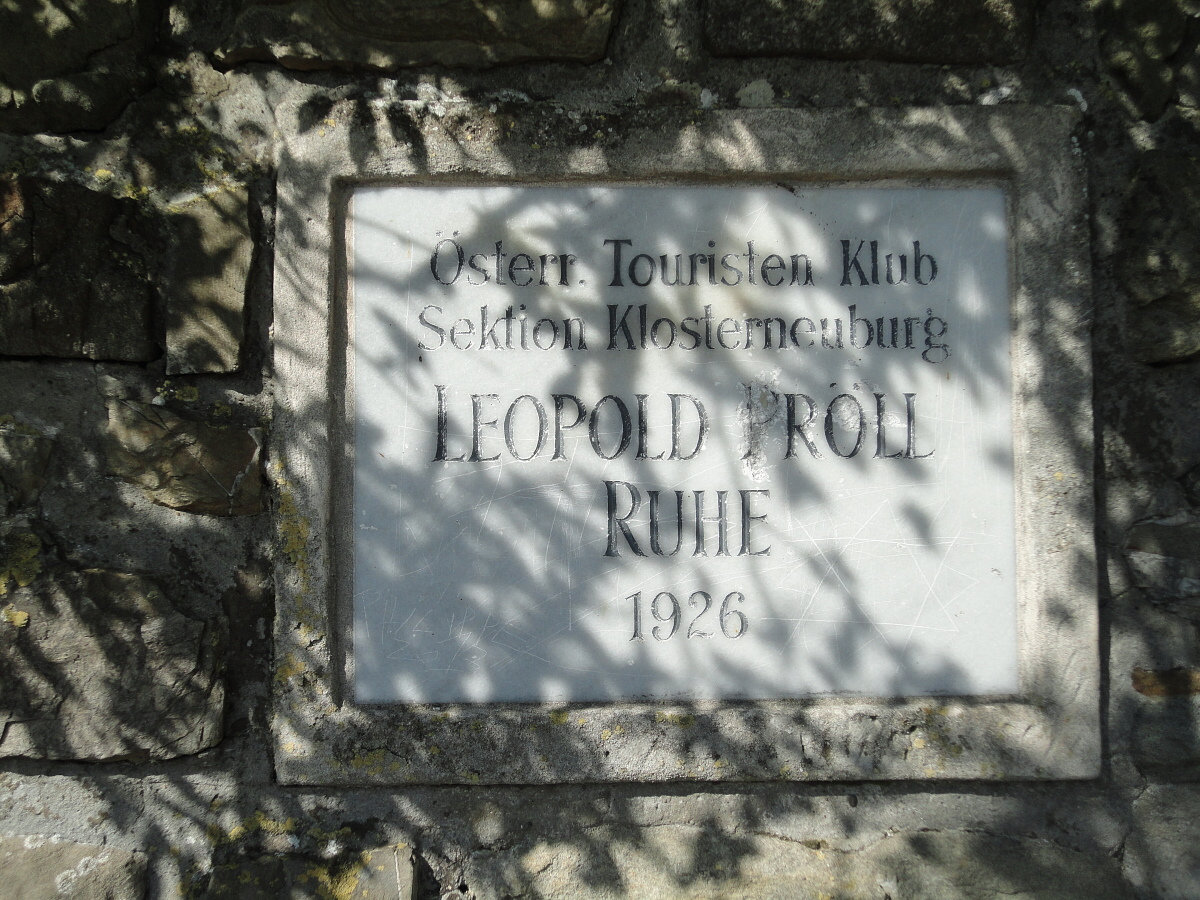 Österr. Touristen Klub
Sektion Klosterneuburg
LEOPOLD PRÖLL
RUHE
1926